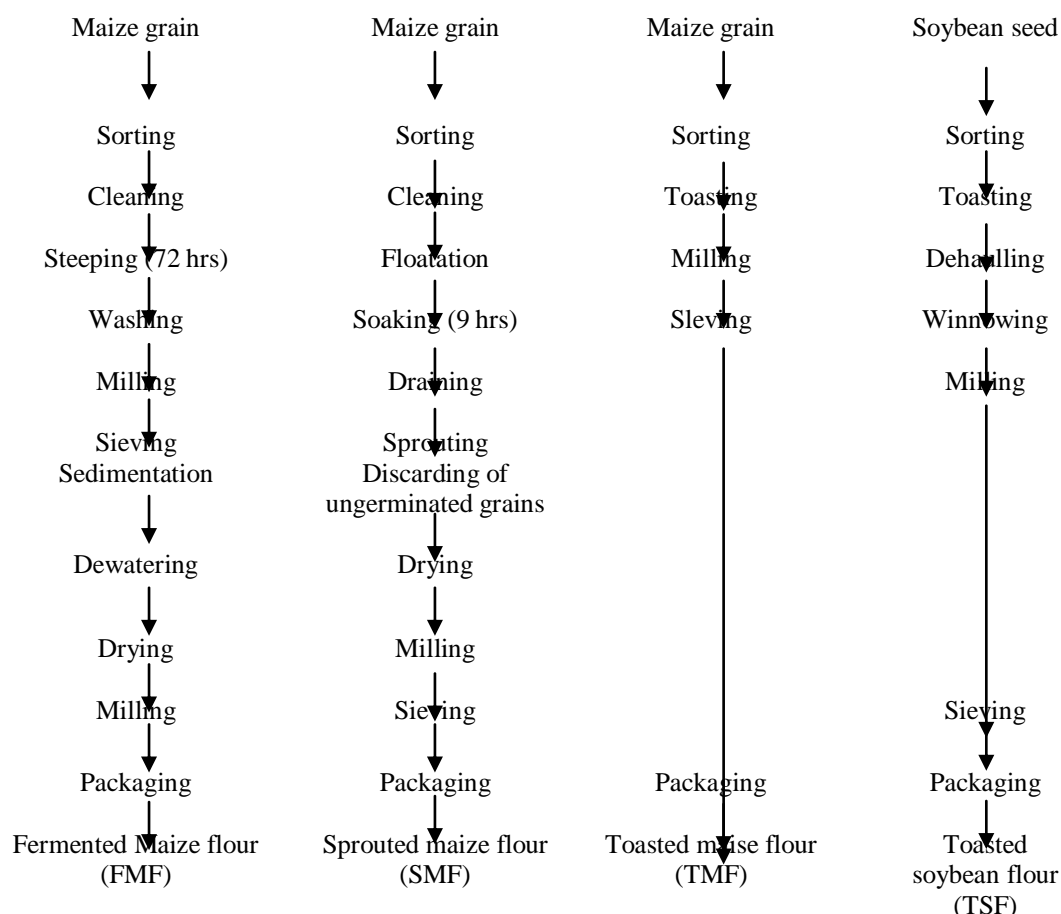 Maize grain
Sorting
Cleaning
Steeping (72 hrs)
Washing
Milling
Sieving
Sedimentation
Dewatering
Drying
Milling
Packaging
Fermented Maize flour
(FMF)
Maize grain
Sorting
Cleaning
Floatation
Soaking (9 hrs)
Draining
Sprouting
Discarding of
ungerminated grains
Drying
Milling
Sieving
Packaging
Sprouted maize flour
(SMF)
Maize grain
Sorting
Toasting
Milling
Sleving
Packaging
Toasted maise flour
(TMF)
Soybean seed
Sorting
Toasting
Dehaulling
Winnowing
Milling
Sieving
Packaging
Toasted
soybean flour
(TSF)